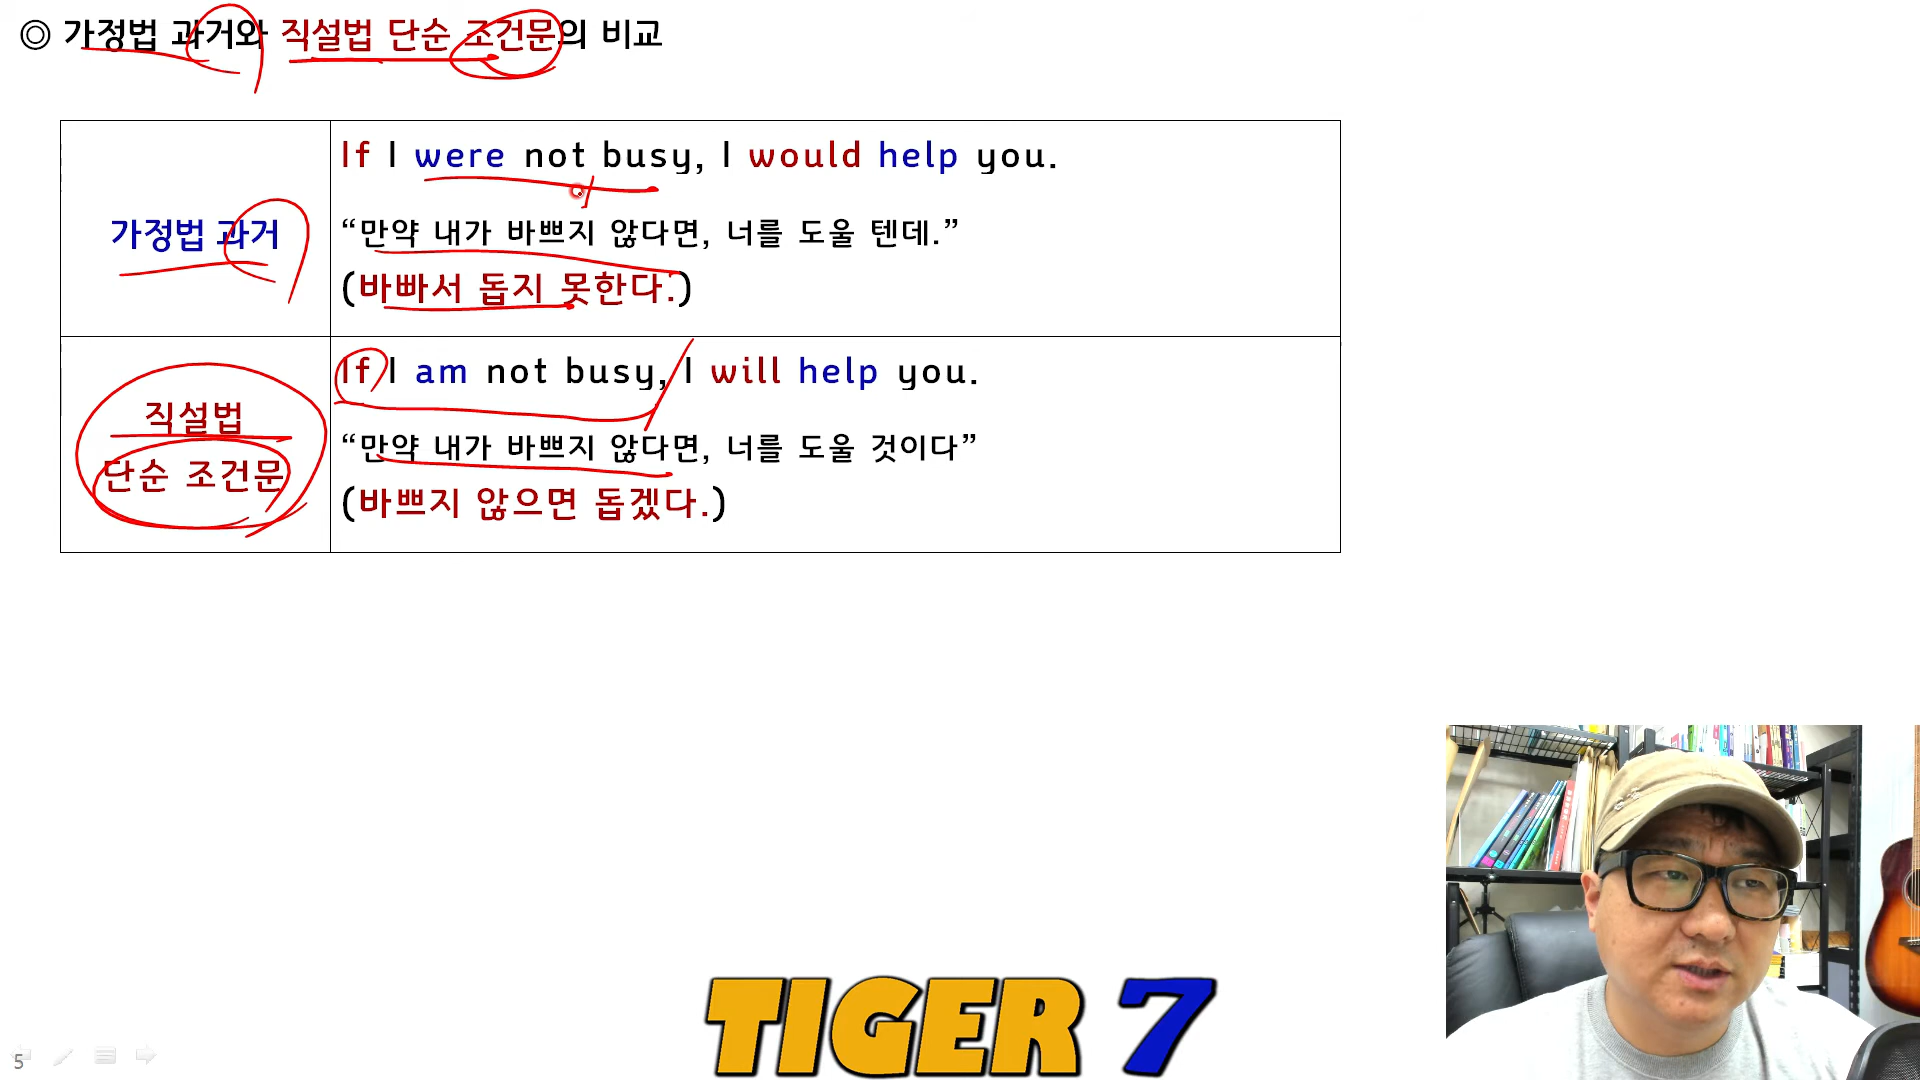 ◎ 가정법 과거와 직설법 단순 조건문의 비교
가정법 과거
If I were not busy, I would help you.
“만약 내가 바쁘지 않다면, 너를 도울 텐데.”
(바빠서 돕지 못한다.)
직설법
단순 조건문
If I am not busy, I will help you.
“만약 내가 바쁘지 않다면, 너를 도울 것이다”
(바쁘지 않으면 돕겠다.)
TIGER 7
5